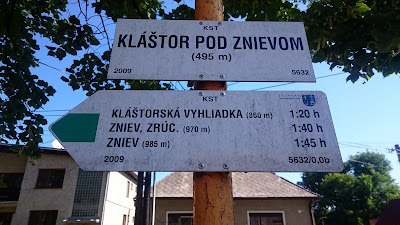 KST
KLÁŠTOR POD ZNIEVOM
(495 m)
2009 5632
KST
KLÁŠTORSKÁ VYHLIADKA (860 m) 1:20 h
ZNIEV, ZRÚC. (970 m) 1:40 h
ZNIEV (985 m) 1:45 h
2009 5632/0,0b